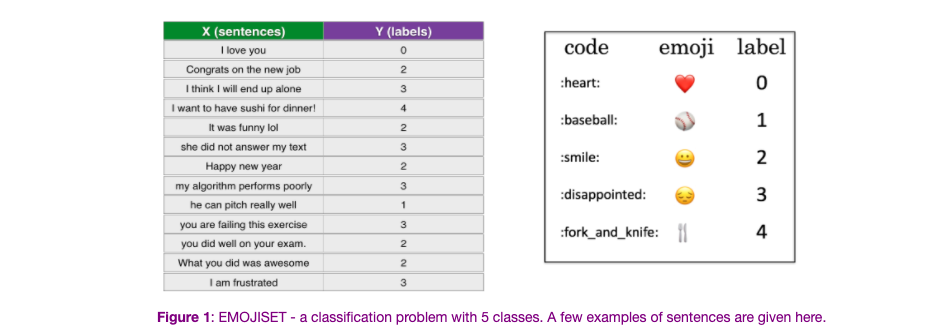 X (sentences) Y (labels)
I love you 0
Congrats on the new job 2
I think I will end up alone 3
I want to have sushi for dinner! 4
It was funny lol 2
she did not answer my text 3
Happy new year 2
my algorithm performs poorly 3
he can pitch really well 1
you are failing this exercise 3
you did well on your exam. 2
What you did was awesome 2
I am frustrated 3
code emoji label
:heart: ❤️ 0
:baseball: ⚾ 1
:smile: 😀 2
:disappointed: 😔 3
:fork_and_knife: 🍴 4
Figure 1: EMOJISET - a classification problem with 5 classes. A few examples of sentences are given here.